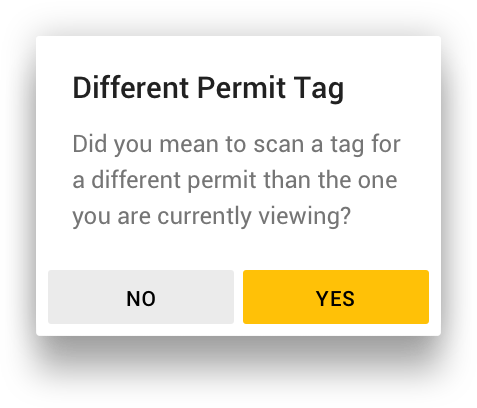 Different Permit Tag
Did you mean to scan a tag for
a different permit than the one
you are currently viewing?
NO
YES